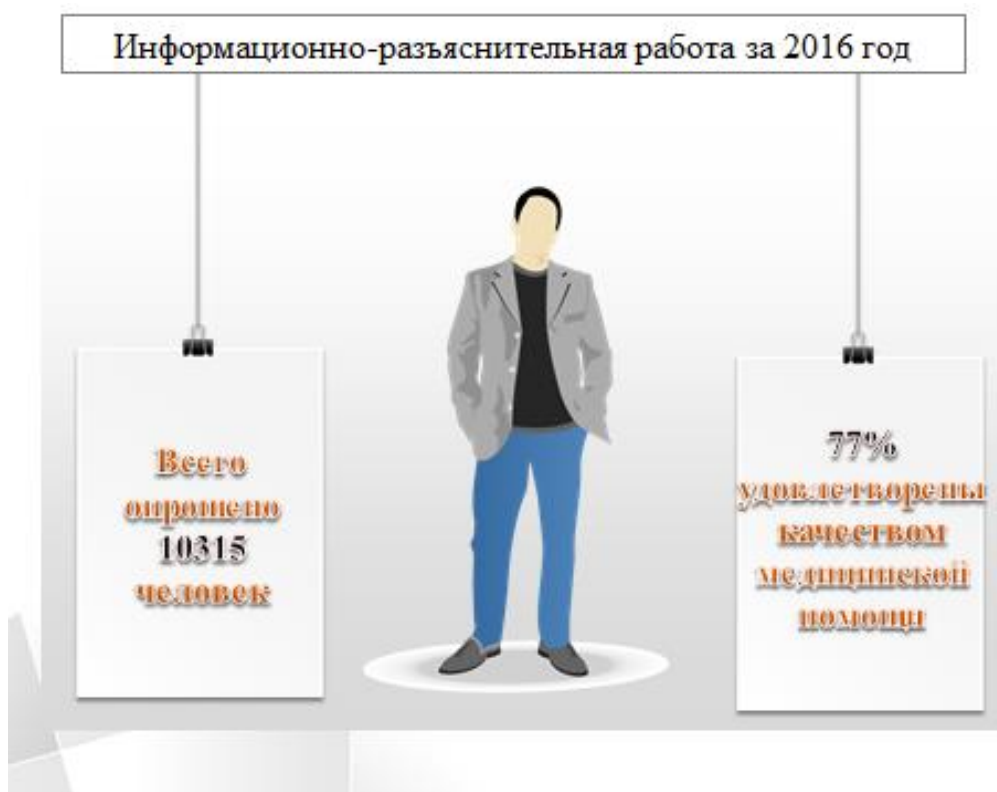 Информационно-разъяснительная работа за 2016 год
Всего
опрошено
10315
человек
77%
удовлетворены
качеством
медицинской
помощи